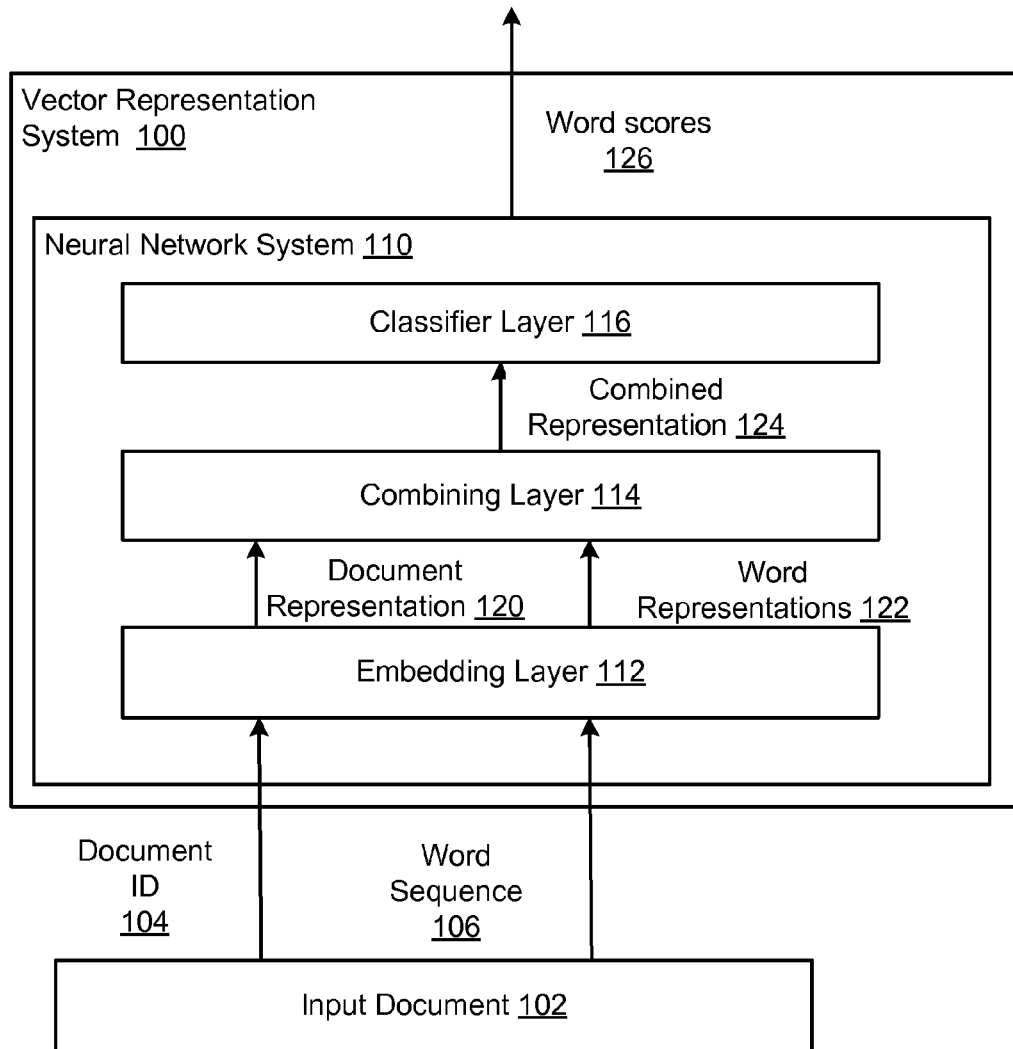 Vector Representation
System 100
Word scores
126
Neural Network System 110
Classifier Layer 116
Combined
Representation 124
Combining Layer 114
Document
Representation 120
Word
Representations 122
Embedding Layer 112
Document
ID
104
Word
Sequence
106
Input Document 102